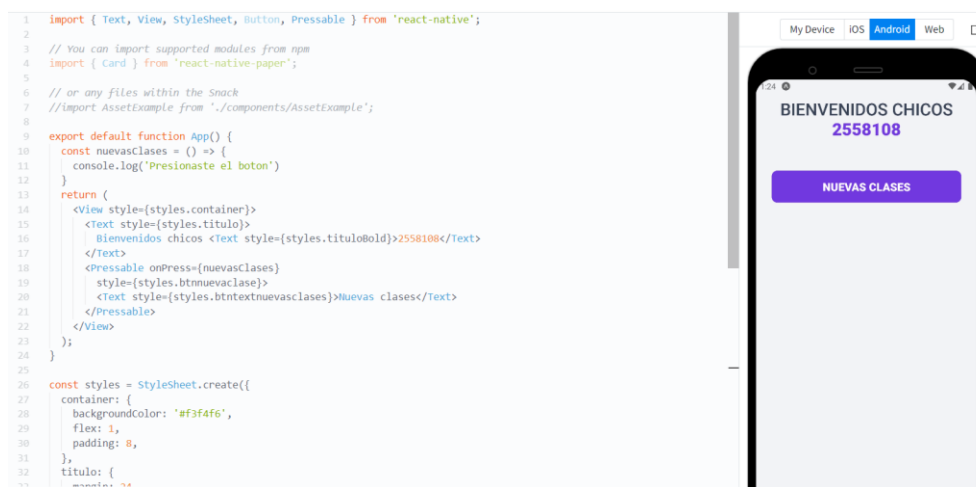 1 import { Text, View, StyleSheet, Button, Pressable } from 'react-native';
2
3 // You can import supported modules from npm
4 import { Card } from 'react-native-paper';
5
6 // or any files within the Snack
7 //import AssetExample from './components/AssetExample';
8
9 export default function App() {
10 const nuevasClases = () => {
11 console.log('Presionaste el boton')
12 }
13 return (
14 <View style={styles.container}>
15 <Text style={styles.titulo}>
16 Bienvenidos chicos <Text style={styles.tituloBold}>2558108</Text>
17 </Text>
18 <Pressable onPress={nuevasClases}
19 style={styles.btnnuevaclase}>
20 <Text style={styles.btntextnuevasclases}>Nuevas clases</Text>
21 </Pressable>
22 </View>
23 );
24 }
25
26 const styles = StyleSheet.create({
27 container: {
28 backgroundColor: '#f3f4f6',
29 flex: 1,
30 padding: 8,
31 },
32 titulo: {
My Device iOS Android Web
1:24
BIENVENIDOS CHICOS
2558108
NUEVAS CLASES